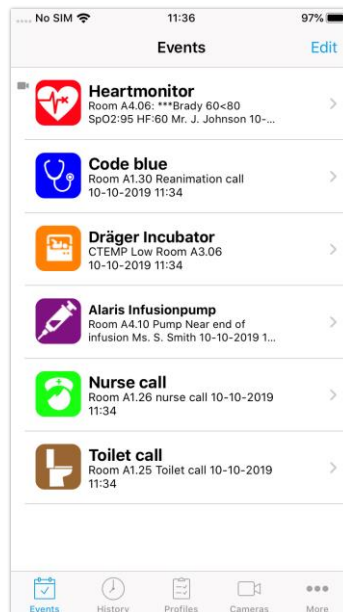 No SIM 11:36 97%
Events Edit
Heartmonitor
Room A4.06: ***Brady 60<80
SpO2:95 HF:60 Mr. J. Johnson 10-...
Code blue
Room A1.30 Reanimation call
10-10-2019 11:34
Dräger Incubator
CTEMP Low Room A3.06
10-10-2019 11:34
Alaris Infusionpump
Room A4.10 Pump Near end of
infusion Ms. S. Smith 10-10-2019 1...
Nurse call
Room A1.26 nurse call 10-10-2019
11:34
Toilet call
Room A1.25 Toilet call 10-10-2019
11:34
Events History Profiles Cameras More